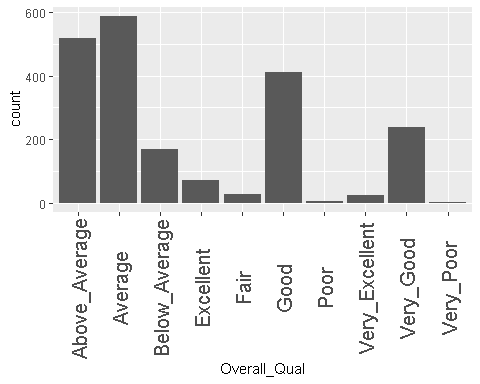 600
400
200
0
count
Above_Average
Average
Below_Average
Excellent
Fair
Good
Poor
Very_Excellent
Very_Good
Very_Poor
Overall_Qual